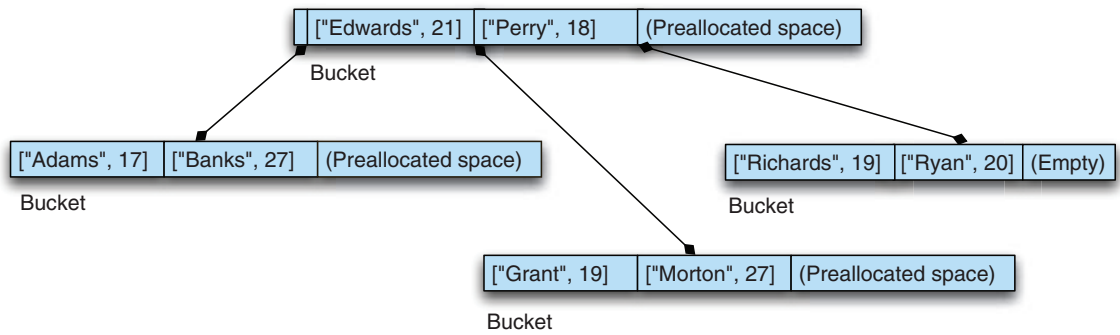 ["Edwards", 21] ["Perry", 18] (Preallocated space)
Bucket
["Adams", 17] ["Banks", 27] (Preallocated space)
Bucket
["Richards", 19] ["Ryan", 20] (Empty)
Bucket
["Grant", 19] ["Morton", 27] (Preallocated space)
Bucket